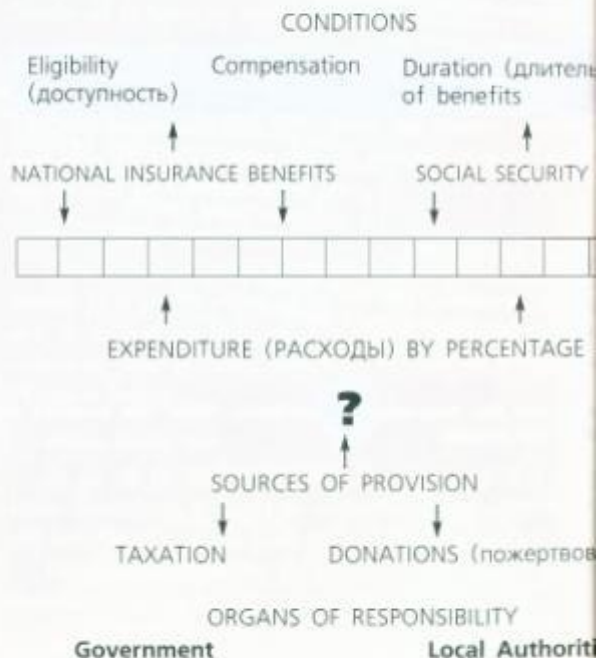 CONDITIONS
Eligibility Compensation Duration
(доступность) of benefits
NATIONAL INSURANCE BENEFITS SOCIAL SECURITY
EXPENDITURE (РАСХОДЫ) BY PERCENTAGE
?
SOURCES OF PROVISION
TAXATION DONATIONS
ORGANS OF RESPONSIBILITY
Government Local